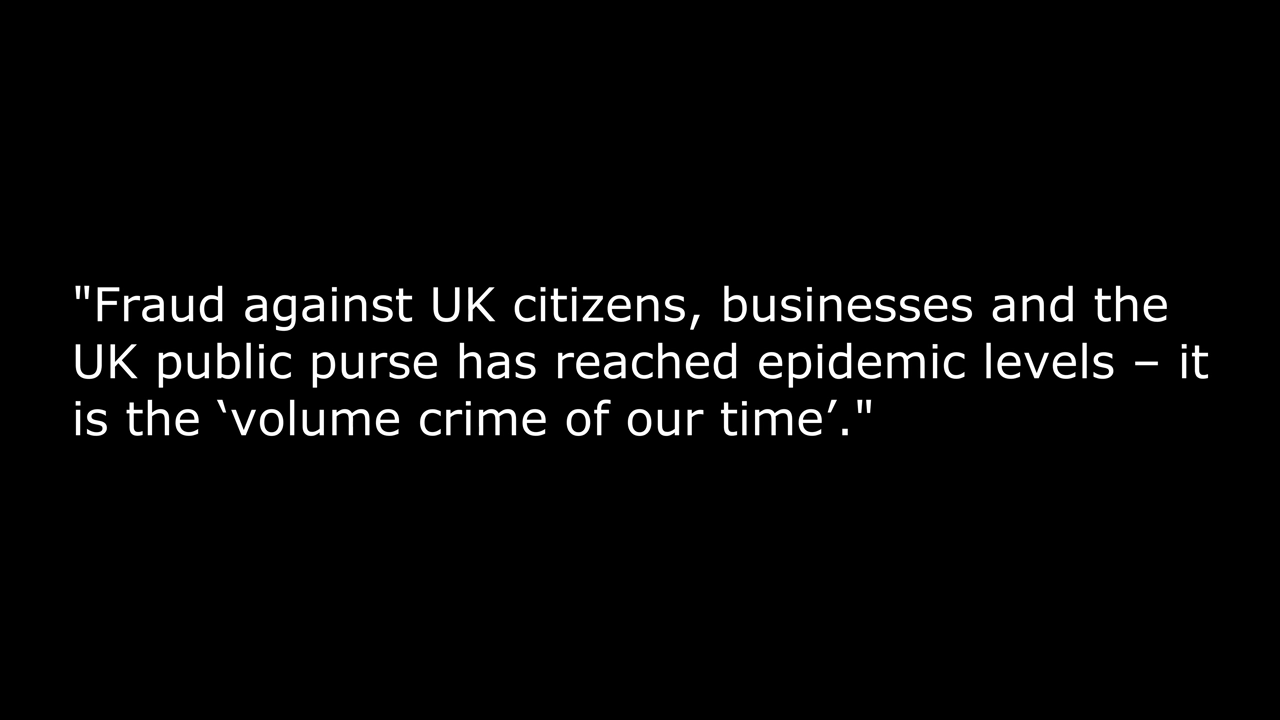 "Fraud against UK citizens, businesses and the
UK public purse has reached epidemic levels – it
is the ‘volume crime of our time’."